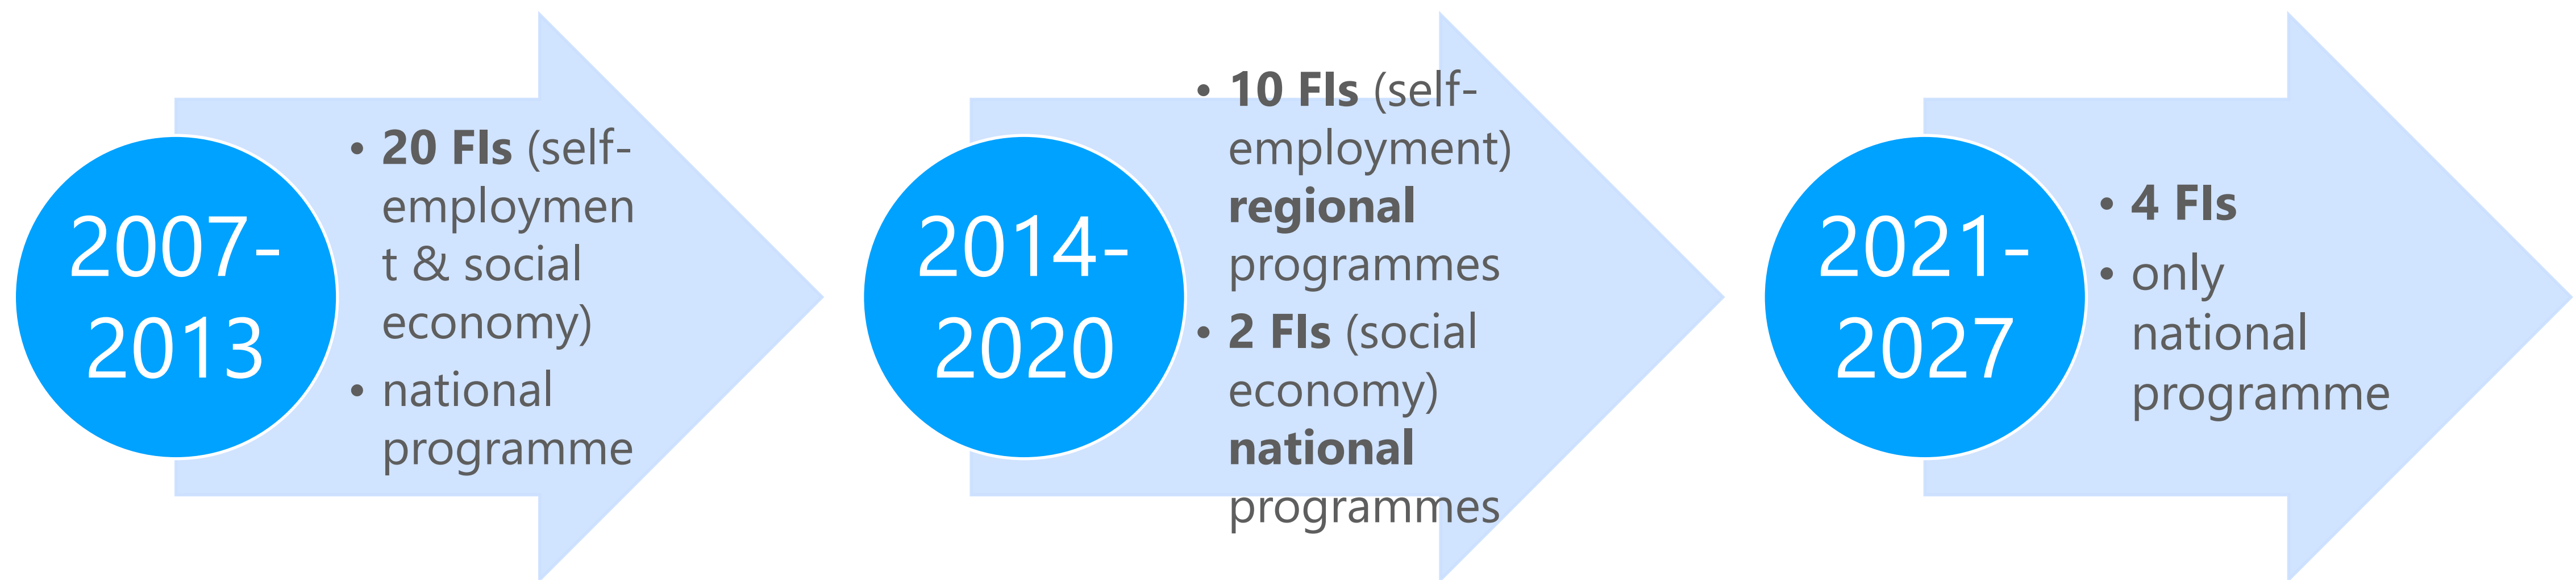 2007-
2013
• 20 FIs (self-
employmen
t & social
economy)
• national
programme
2014-
2020
• 10 FIs (self-
employment)
regional
programmes
• 2 FIs (social
economy)
national
programmes
2021-
2027
• 4 FIs
• only
national
programme